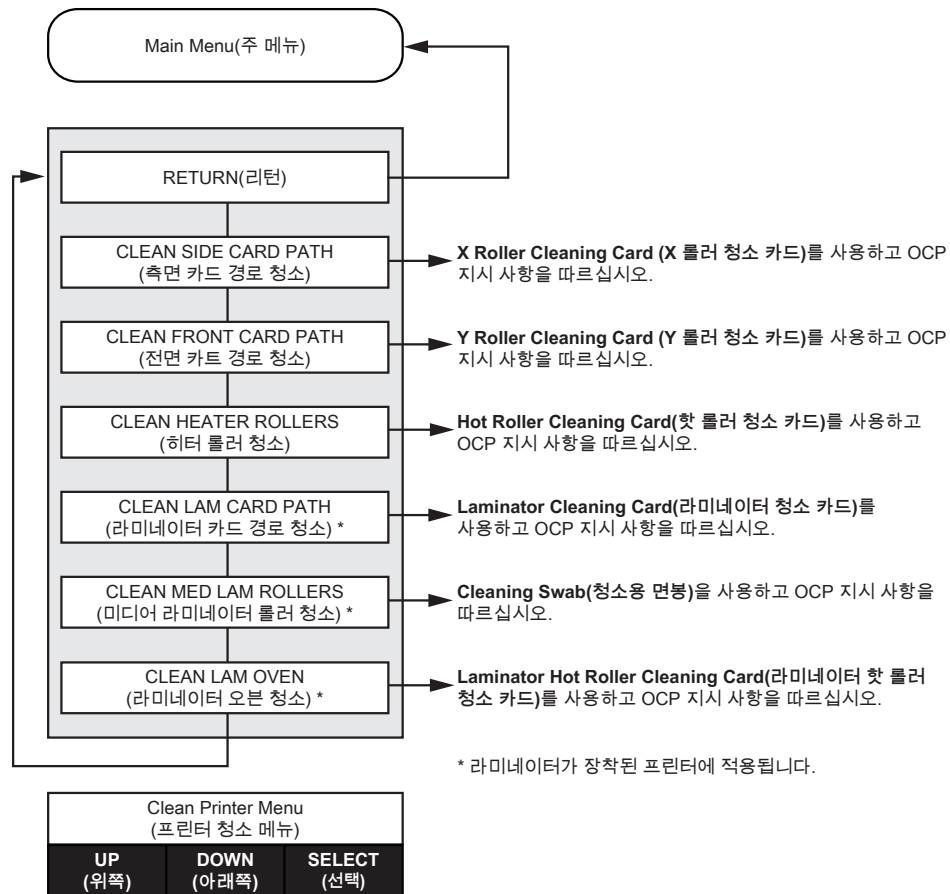 Main Menu(주 메뉴)
RETURN(리턴)
CLEAN SIDE CARD PATH
(측면 카드 경로 청소)
X Roller Cleaning Card (X 롤러 청소 카드)를 사용하고 OCP
지시 사항을 따르십시오.
CLEAN FRONT CARD PATH
(전면 카트 경로 청소)
Y Roller Cleaning Card (Y 롤러 청소 카드)를 사용하고 OCP
지시 사항을 따르십시오.
CLEAN HEATER ROLLERS
(히터 롤러 청소)
Hot Roller Cleaning Card(핫 롤러 청소 카드)를 사용하고
OCP 지시 사항을 따르십시오.
CLEAN LAM CARD PATH
(라미네이터 카드 경로 청소) *
Laminator Cleaning Card(라미네이터 청소 카드)를
사용하고 OCP 지시 사항을 따르십시오.
CLEAN MED LAM ROLLERS
(미디어 라미네이터 롤러 청소) *
Cleaning Swab(청소용 면봉)을 사용하고 OCP 지시 사항을
따르십시오.
CLEAN LAM OVEN
(라미네이터 오븐 청소) *
Laminator Hot Roller Cleaning Card(라미네이터 핫 롤러
청소 카드)를 사용하고 OCP 지시 사항을 따르십시오.
* 라미네이터가 장착된 프린터에 적용됩니다.
Clean Printer Menu
(프린터 청소 메뉴)
UP DOWN SELECT
(위쪽) (아래쪽) (선택)